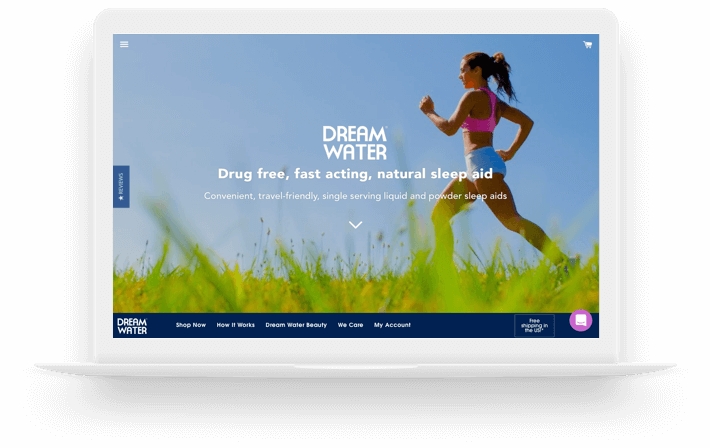 DREAM
WATER
Drug free, fast acting, natural sleep aid
Convenient, travel-friendly, single serving liquid and powder sleep aids
★ REVIEWS
DREAM
WATER
Shop Now How It Works Dream Water Beauty We Care My Account
Free
shipping in
the US!*